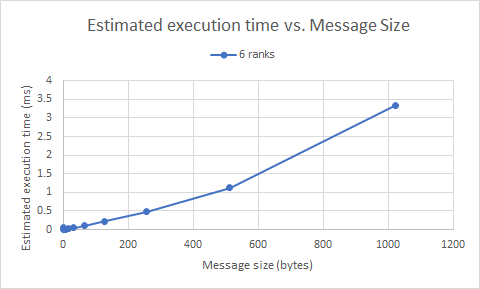 Estimated execution time vs. Message Size
6 ranks
Estimated execution time (ms)
4
3.5
3
2.5
2
1.5
1
0.5
0
0 200 400 600 800 1000 1200
Message size (bytes)